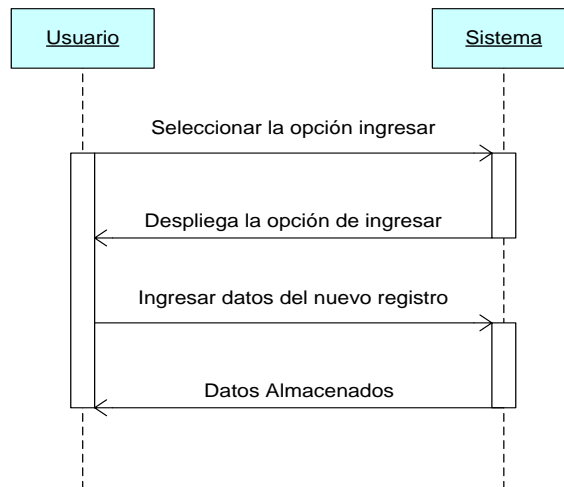 Usuario
Sistema
Seleccionar la opción ingresar
Despliega la opción de ingresar
Ingresar datos del nuevo registro
Datos Almacenados